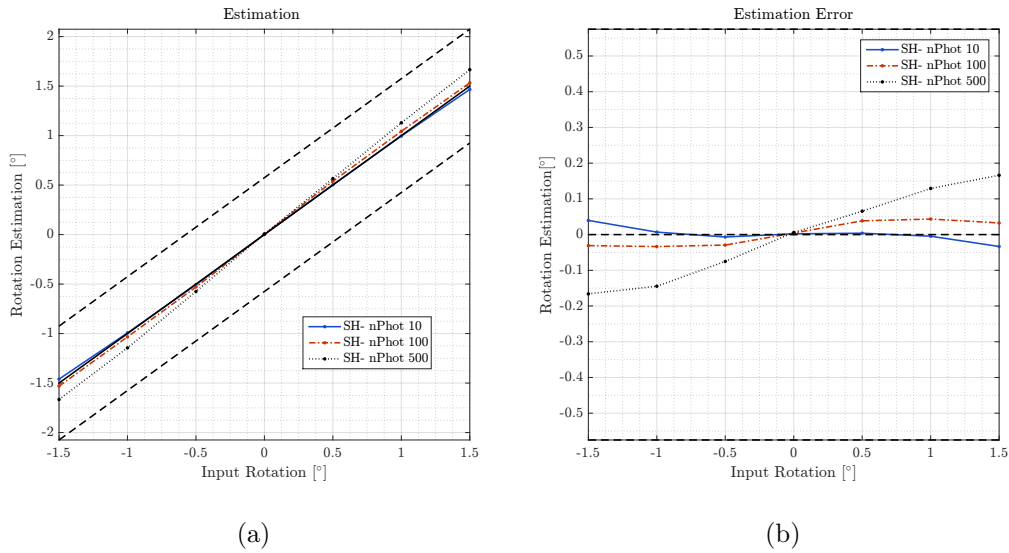 Estimation
2
1.5
1
0.5
0
-0.5
-1
-1.5
-2
Rotation Estimation [°]
SH- nPhot 10
SH- nPhot 100
SH- nPhot 500
-1.5 -1 -0.5 0 0.5 1 1.5
Input Rotation [°]
(a)
Estimation Error
0.5
0.4
0.3
0.2
0.1
0
-0.1
-0.2
-0.3
-0.4
-0.5
Rotation Estimation[°]
SH- nPhot 10
SH- nPhot 100
SH- nPhot 500
-1.5 -1 -0.5 0 0.5 1 1.5
Input Rotation [°]
(b)